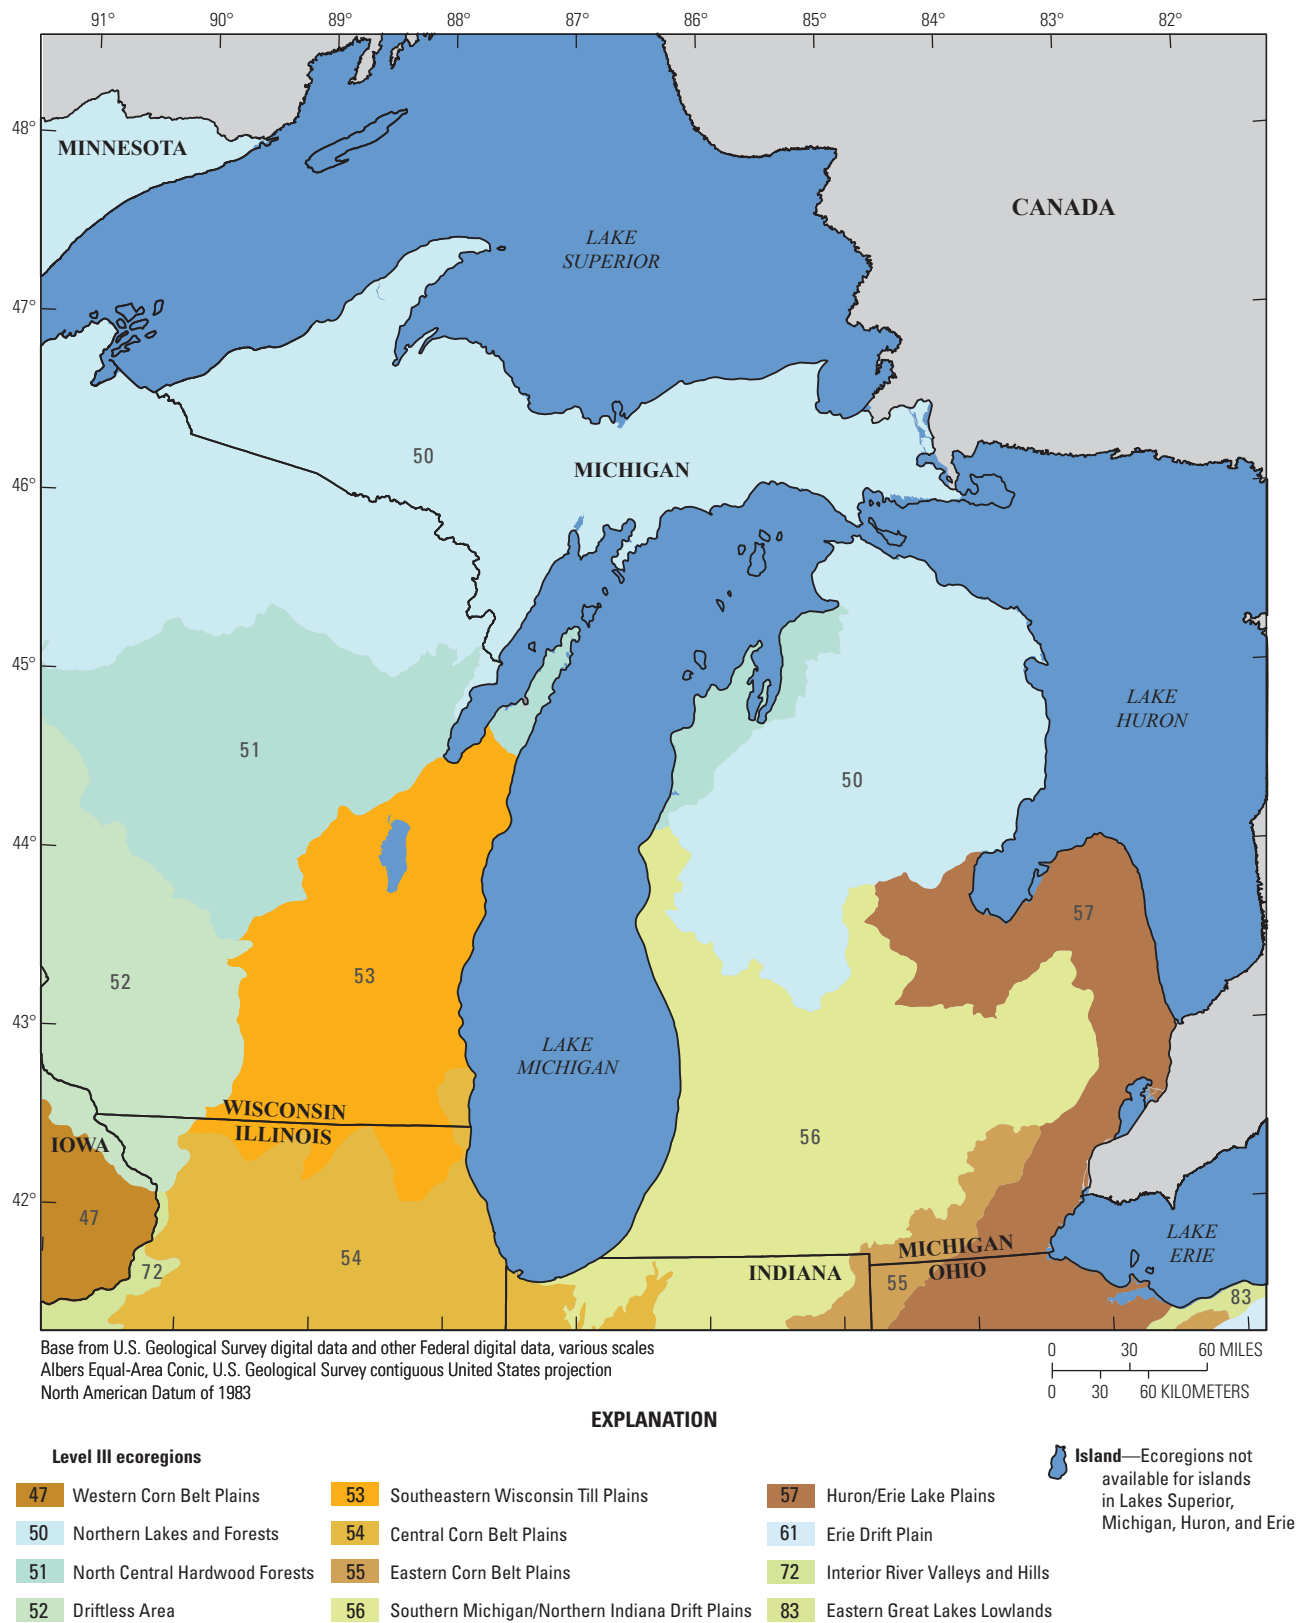 91° 90° 89° 88° 87° 86° 85° 84° 83° 82°
48°
MINNESOTA
CANADA
LAKE
SUPERIOR
47°
50
MICHIGAN
46°
45°
LAKE
HURON
51
50
44°
57
53
52
43°
LAKE
MICHIGAN
WISCONSIN
ILLINOIS
IOWA
56
42°
47
LAKE
ERIE
MICHIGAN
OHIO
54
72
INDIANA
55
83
Base from U.S. Geological Survey digital data and other Federal digital data, various scales
Albers Equal-Area Conic, U.S. Geological Survey contiguous United States projection
North American Datum of 1983
0 30 60 MILES
0 30 60 KILOMETERS
EXPLANATION
Level III ecoregions
47 Western Corn Belt Plains
50 Northern Lakes and Forests
51 North Central Hardwood Forests
52 Driftless Area
53 Southeastern Wisconsin Till Plains
54 Central Corn Belt Plains
55 Eastern Corn Belt Plains
56 Southern Michigan/Northern Indiana Drift Plains
57 Huron/Erie Lake Plains
61 Erie Drift Plain
72 Interior River Valleys and Hills
83 Eastern Great Lakes Lowlands
Island—Ecoregions not
available for islands
in Lakes Superior,
Michigan, Huron, and Erie